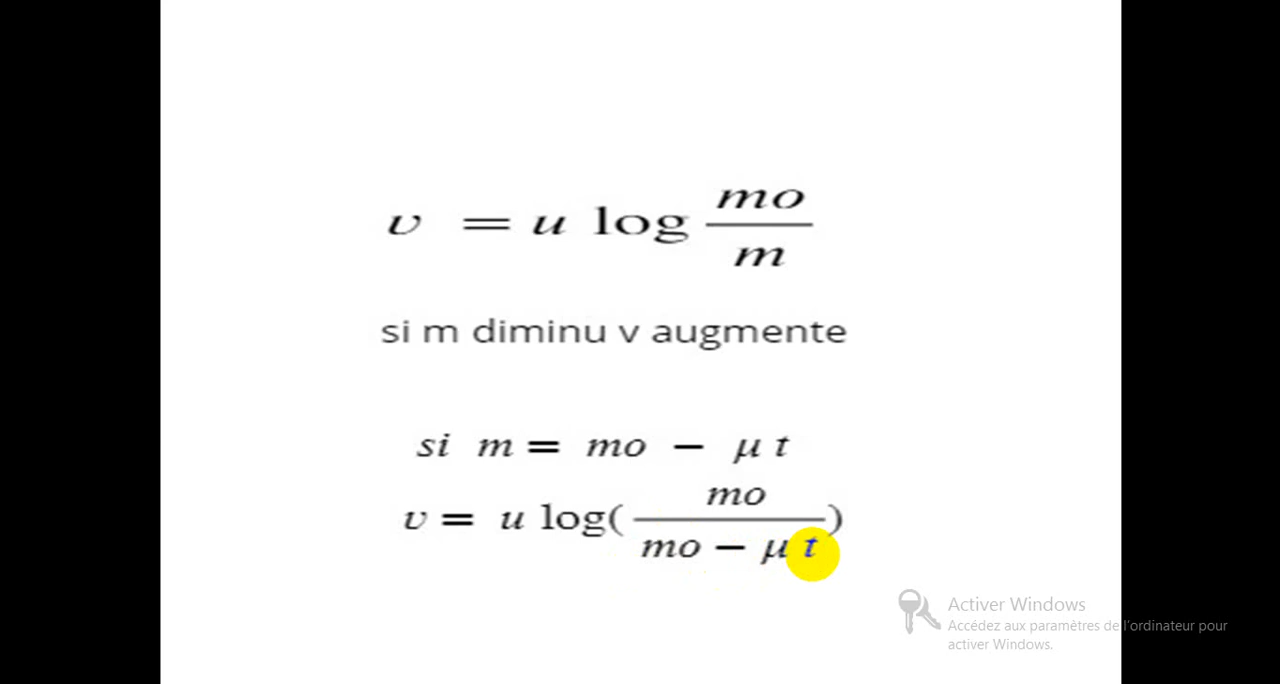 v = u log mo/m
si m diminu v augmente
si m = mo − μ t
v = u log(mo/(mo − μ t))
Activer Windows
Accédez aux paramètres de l'ordinateur pour
activer Windows.